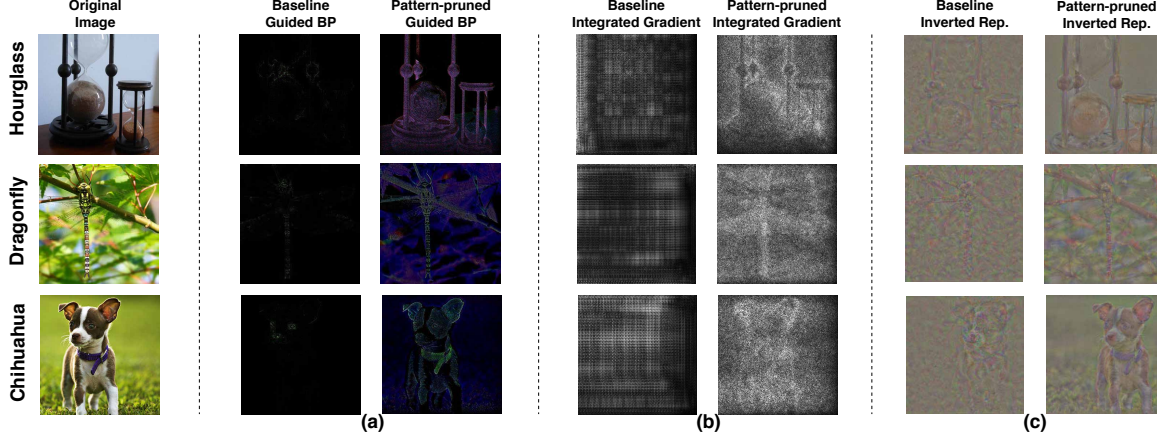 Original
Image
Baseline
Guided BP
Pattern-pruned
Guided BP
Baseline
Integrated Gradient
Pattern-pruned
Integrated Gradient
Baseline
Inverted Rep.
Pattern-pruned
Inverted Rep.
Hourglass
Dragonfly
Chihuahua
(a)
(b)
(c)